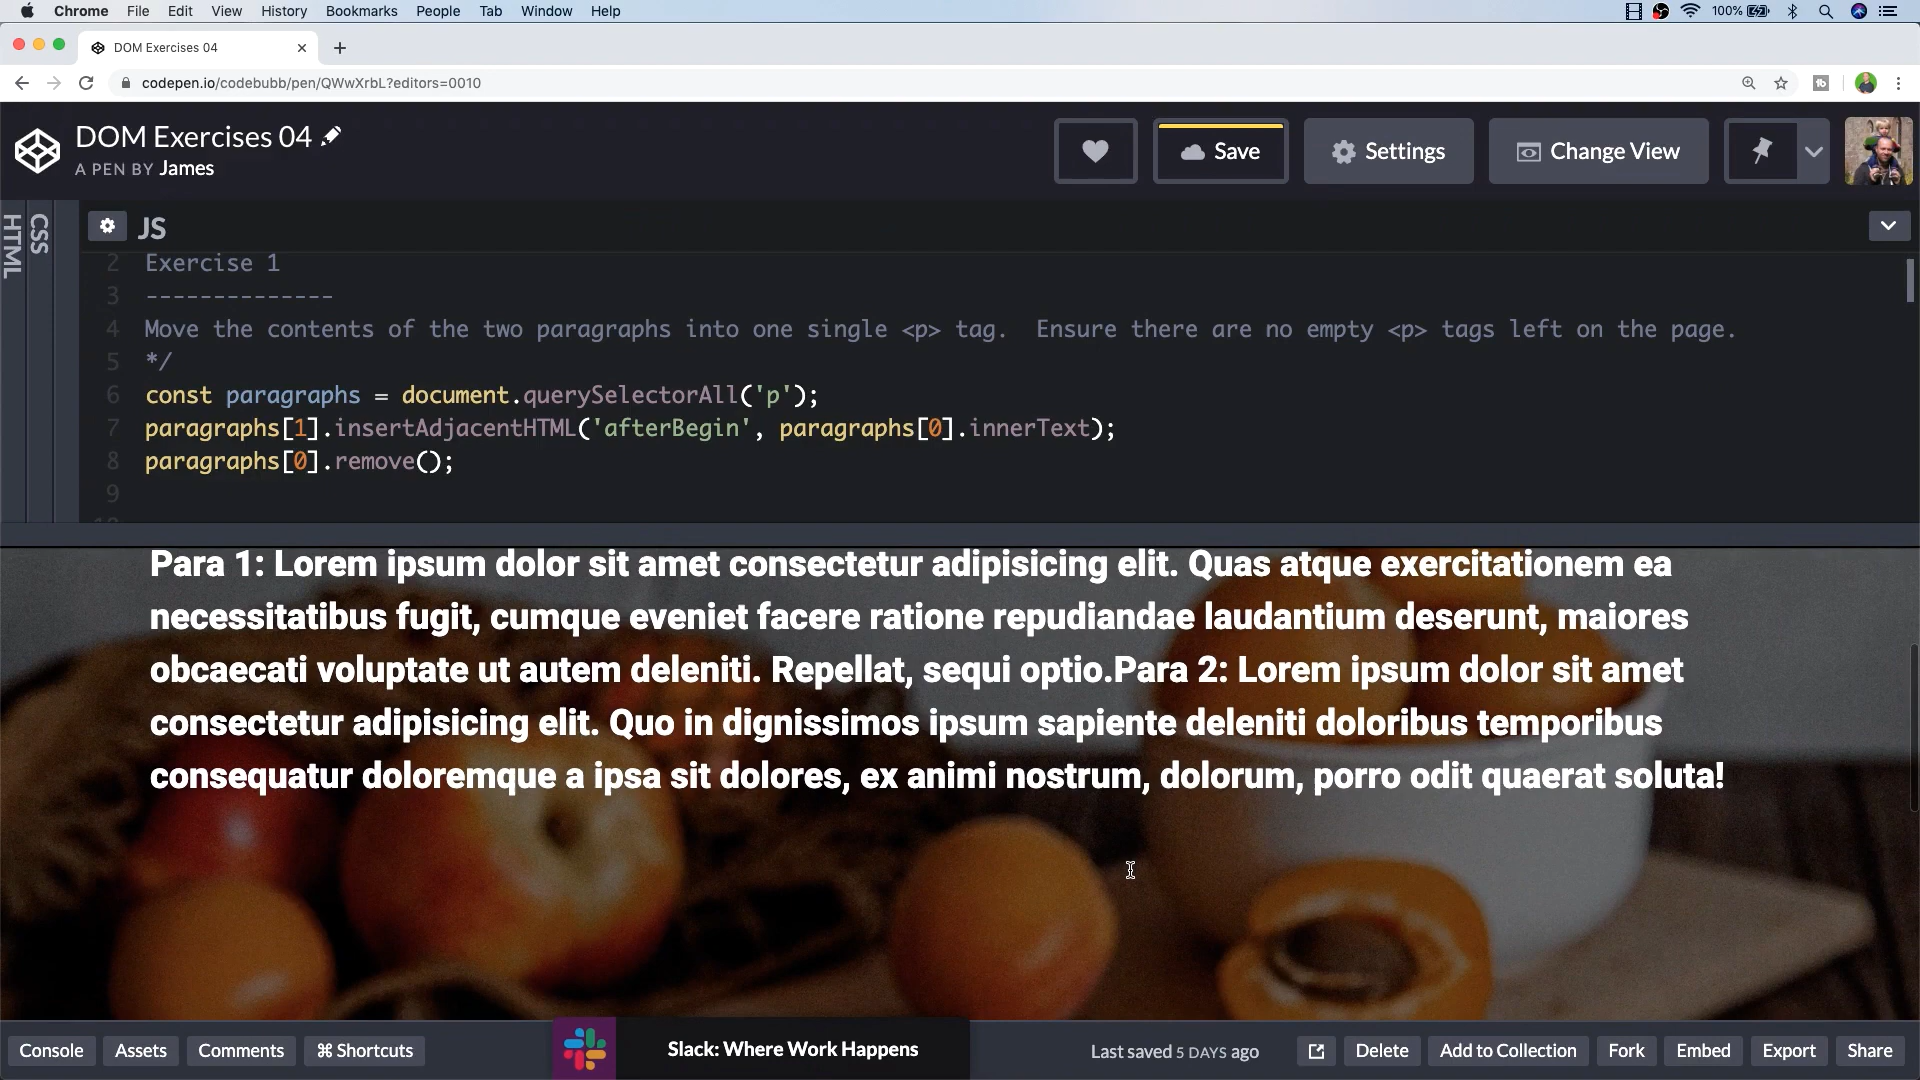 Chrome File Edit View History Bookmarks People Tab Window Help 100%
DOM Exercises 04
codepen.io/codebubb/pen/QWwXrbL?editors=0010
DOM Exercises 04
A PEN BY James
Save Settings Change View
HTML
CSS
JS
2 Exercise 1
3 --------------
4 Move the contents of the two paragraphs into one single <p> tag.  Ensure there are no empty <p> tags left on the page.
5 */
6 const paragraphs = document.querySelectorAll('p');
7 paragraphs[1].insertAdjacentHTML('afterBegin', paragraphs[0].innerText);
8 paragraphs[0].remove();
9
Para 1: Lorem ipsum dolor sit amet consectetur adipisicing elit. Quas atque exercitationem ea
necessitatibus fugit, cumque eveniet facere ratione repudiandae laudantium deserunt, maiores
obcaecati voluptate ut autem deleniti. Repellat, sequi optio.Para 2: Lorem ipsum dolor sit amet
consectetur adipisicing elit. Quo in dignissimos ipsum sapiente deleniti doloribus temporibus
consequatur doloremque a ipsa sit dolores, ex animi nostrum, dolorum, porro odit quaerat soluta!
Console Assets Comments ⌘ Shortcuts Slack: Where Work Happens Last saved 5 DAYS ago Delete Add to Collection Fork Embed Export Share